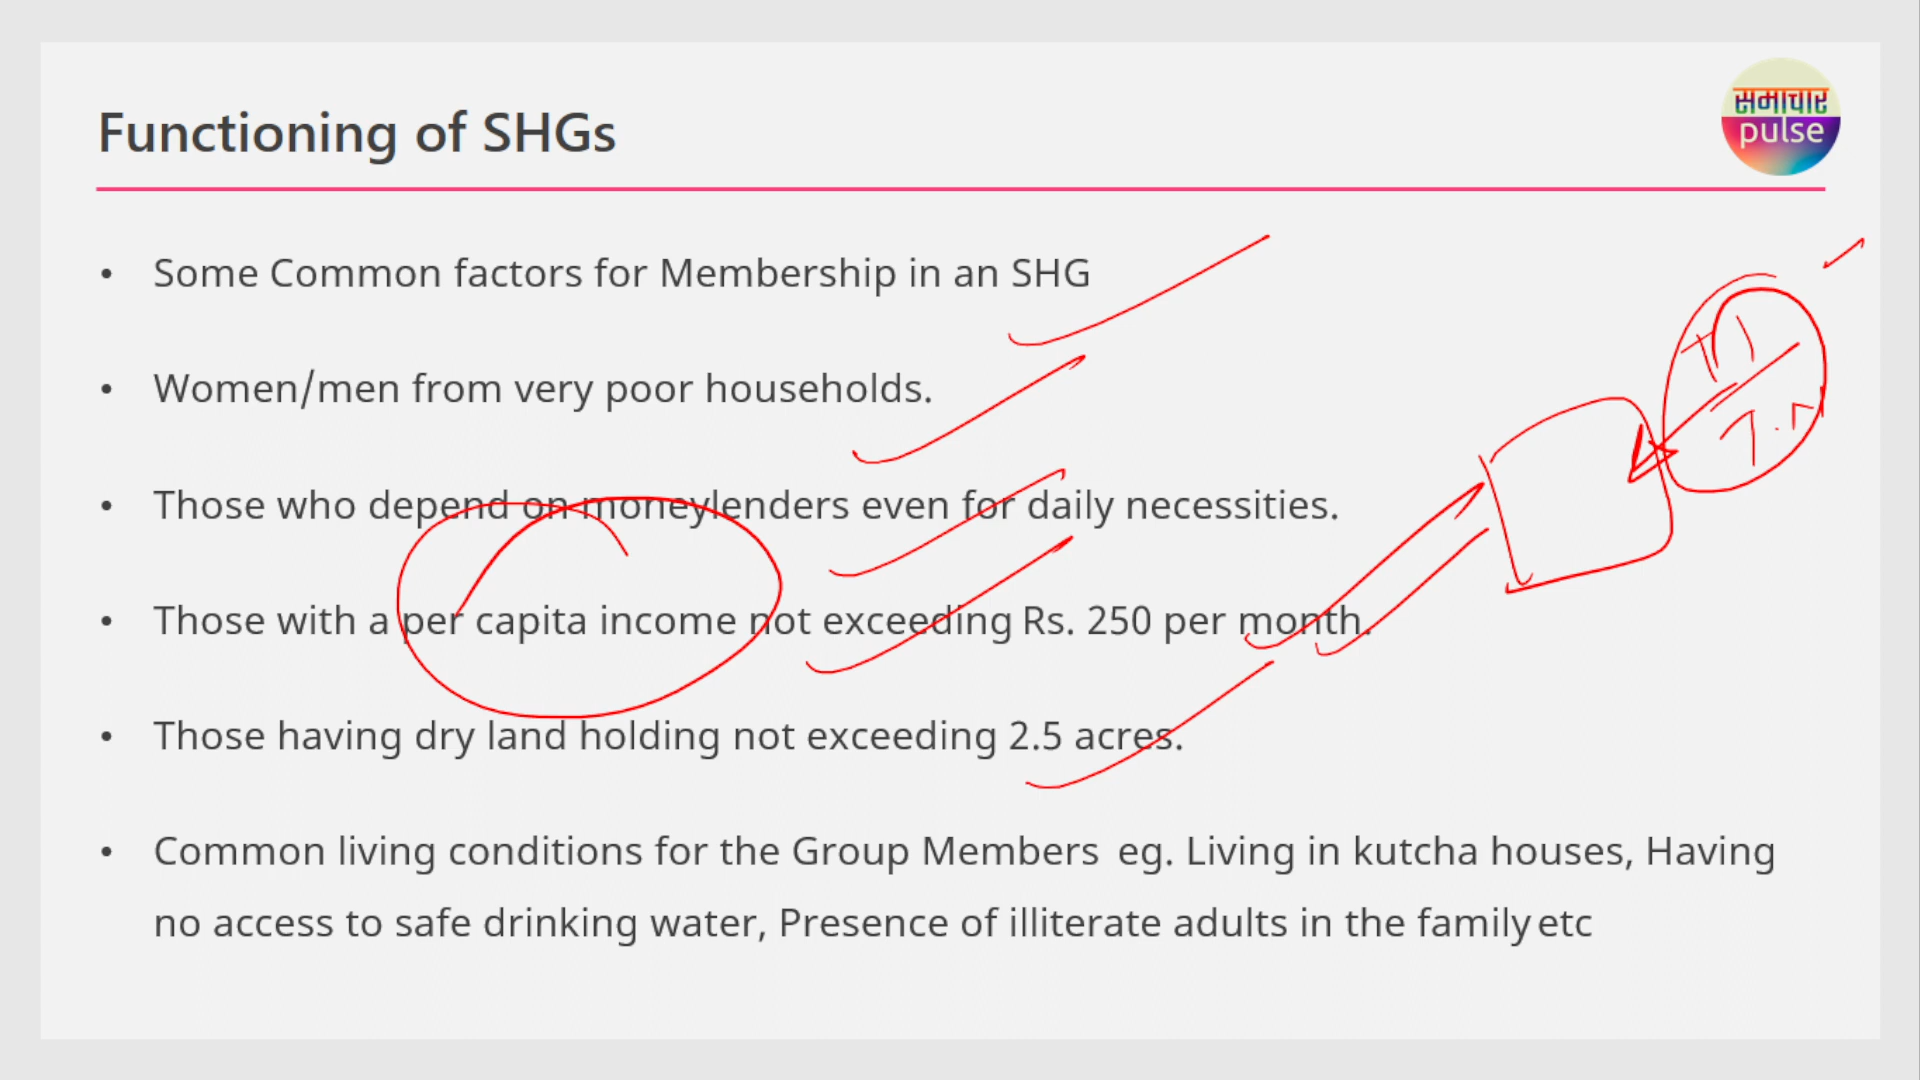 Functioning of SHGs
समाचार
pulse
• Some Common factors for Membership in an SHG
• Women/men from very poor households.
• Those who depend on moneylenders even for daily necessities.
• Those with a per capita income not exceeding Rs. 250 per month.
• Those having dry land holding not exceeding 2.5 acres.
• Common living conditions for the Group Members eg. Living in kutcha houses, Having
no access to safe drinking water, Presence of illiterate adults in the family etc